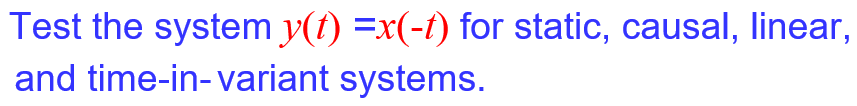 Test the system y(t) =x(-t) for static, causal, linear,
and time-in-variant systems.